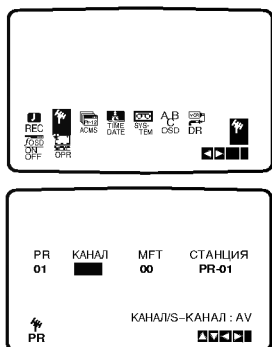 REC
Pr-12
ACMS
TIME
DATE
SYS-
TEM
A,B
C
OSD
DR
/OSD
ON
OFF
OPR
PR КАНАЛ MFT СТАНЦИЯ
01 00 PR-01
КАНАЛ/S–КАНАЛ : AV
PR